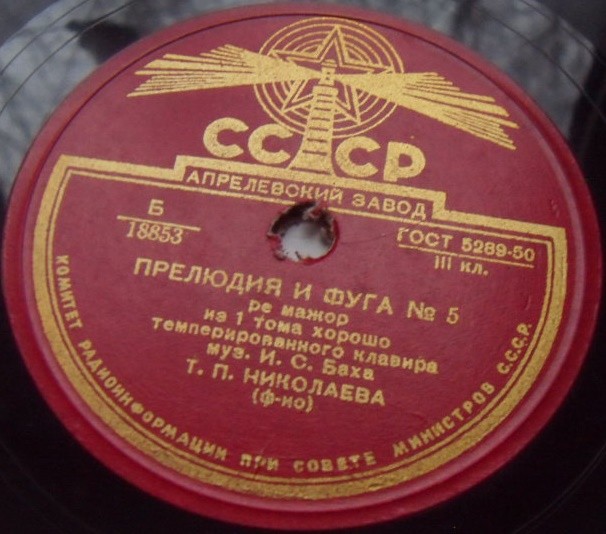 СССР
АПРЕЛЕВСКИЙ ЗАВОД
Б
18853
ГОСТ 5289-50
III кл.
ПРЕЛЮДИЯ И ФУГА № 5
ре мажор
из 1 тома хорошо
темперированного клавира
муз. И. С. Баха
Т. П. НИКОЛАЕВА
(ф-но)
КОМИТЕТ РАДИОИНФОРМАЦИИ ПРИ СОВЕТЕ МИНИСТРОВ С.С.С.Р.